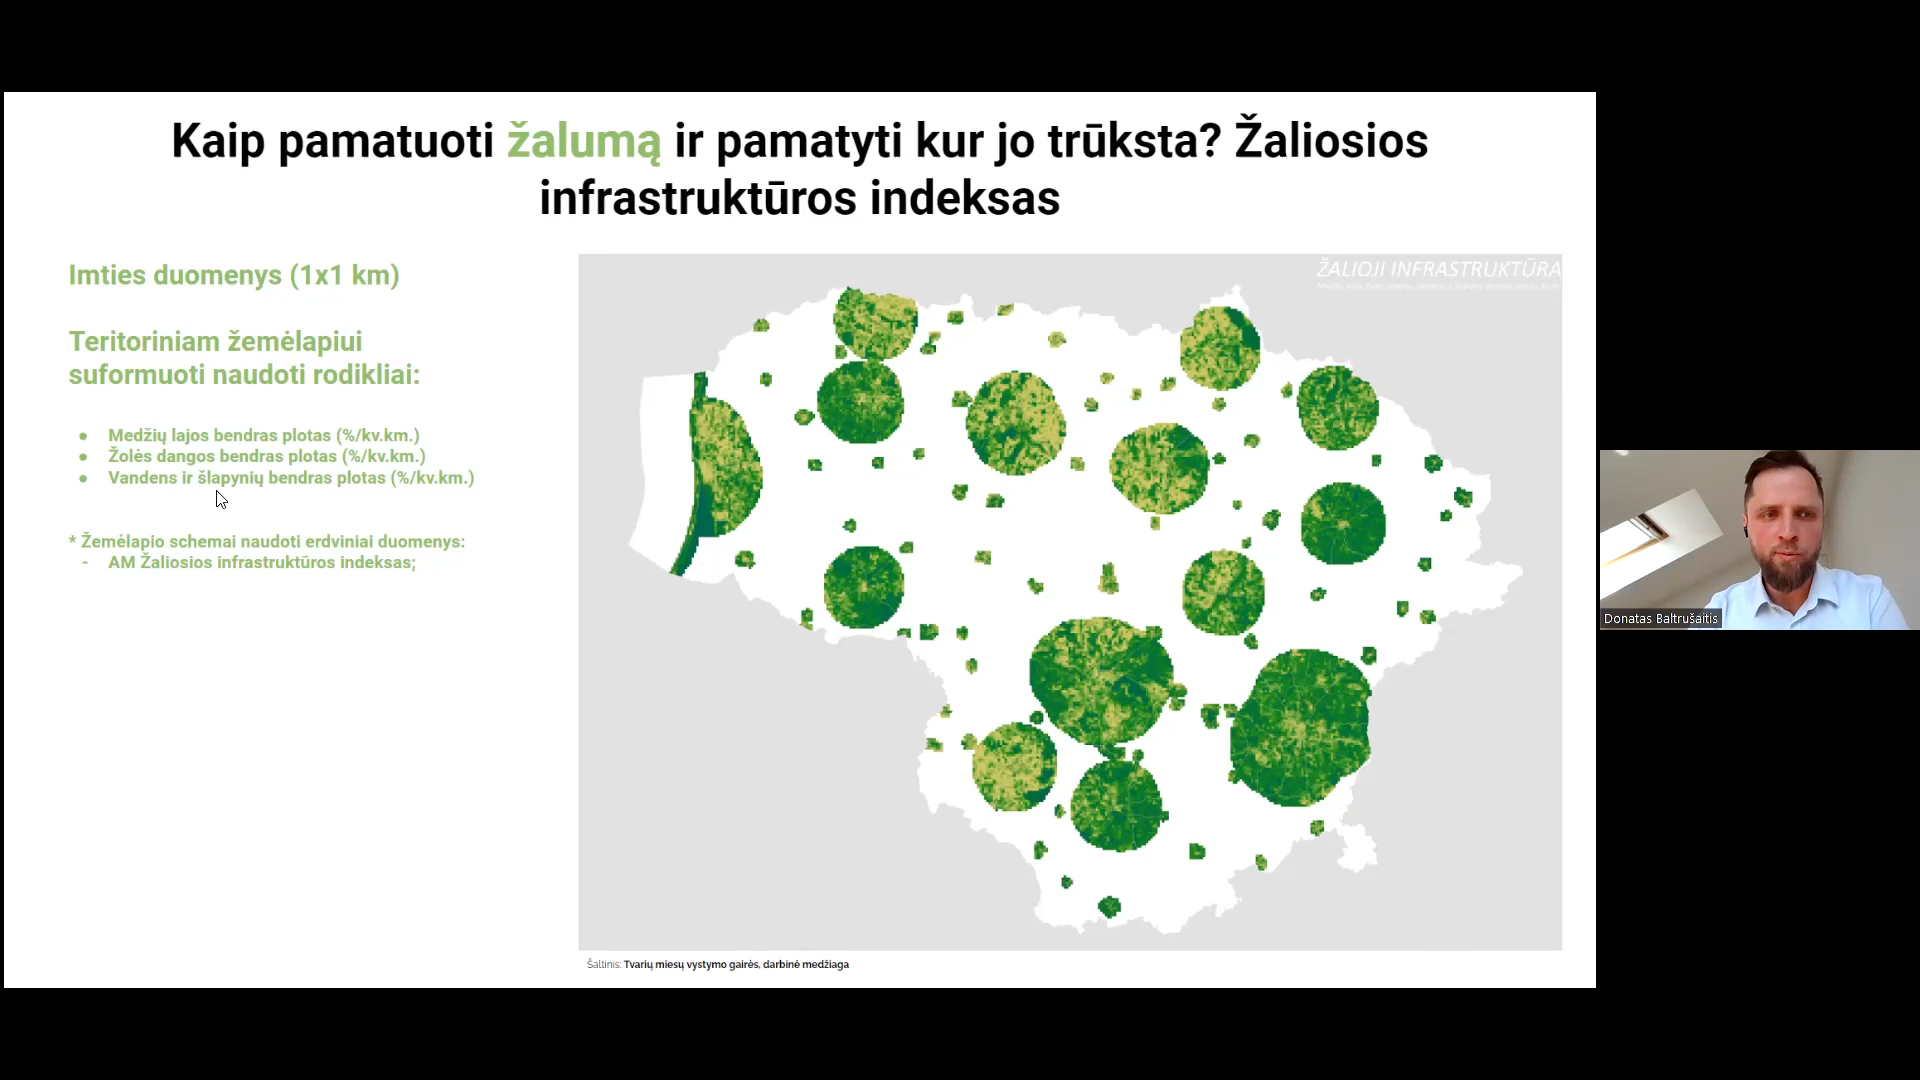 Kaip pamatuoti žalumą ir pamatyti kur jo trūksta? Žaliosios
infrastruktūros indeksas
Imties duomenys (1x1 km)
Teritoriniam žemėlapiui
suformuoti naudoti rodikliai:
● Medžių lajos bendras plotas (%/kv.km.)
● Žolės dangos bendras plotas (%/kv.km.)
● Vandens ir šlapynių bendras plotas (%/kv.km.)
* Žemėlapio schemai naudoti erdviniai duomenys:
- AM Žaliosios infrastruktūros indeksas;
ŽALIOJI INFRASTRUKTŪRA
Šaltinis: Tvarių miesų vystymo gairės, darbinė medžiaga
Donatas Baltrušaitis